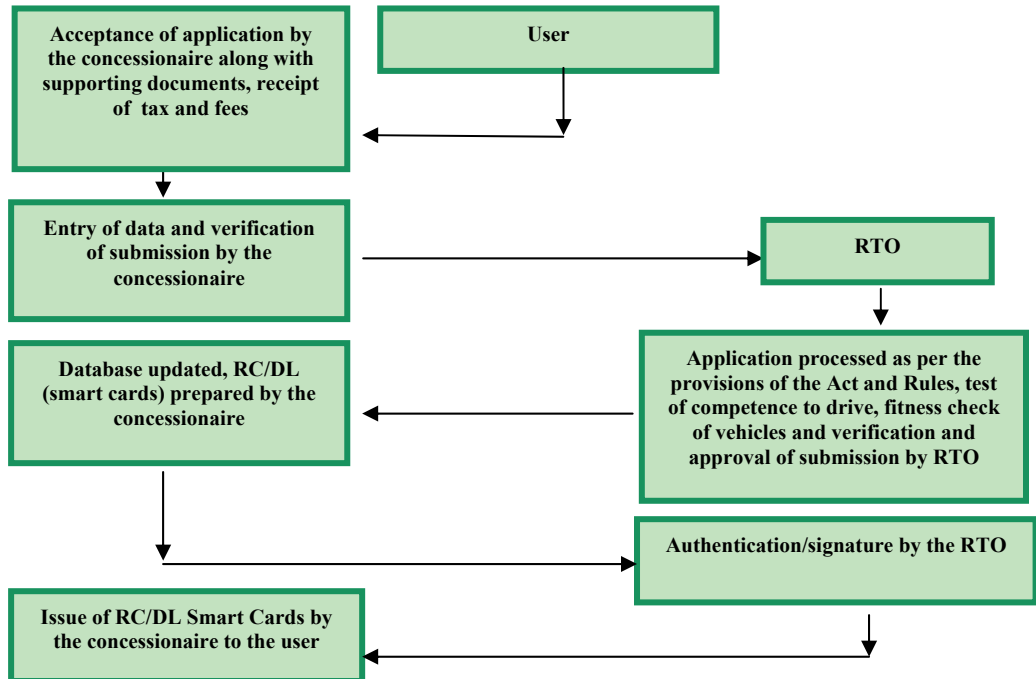 Acceptance of application by
the concessionaire along with
supporting documents, receipt
of tax and fees
User
Entry of data and verification
of submission by the
concessionaire
RTO
Database updated, RC/DL
(smart cards) prepared by the
concessionaire
Application processed as per the
provisions of the Act and Rules, test
of competence to drive, fitness check
of vehicles and verification and
approval of submission by RTO
Authentication/signature by the RTO
Issue of RC/DL Smart Cards by
the concessionaire to the user